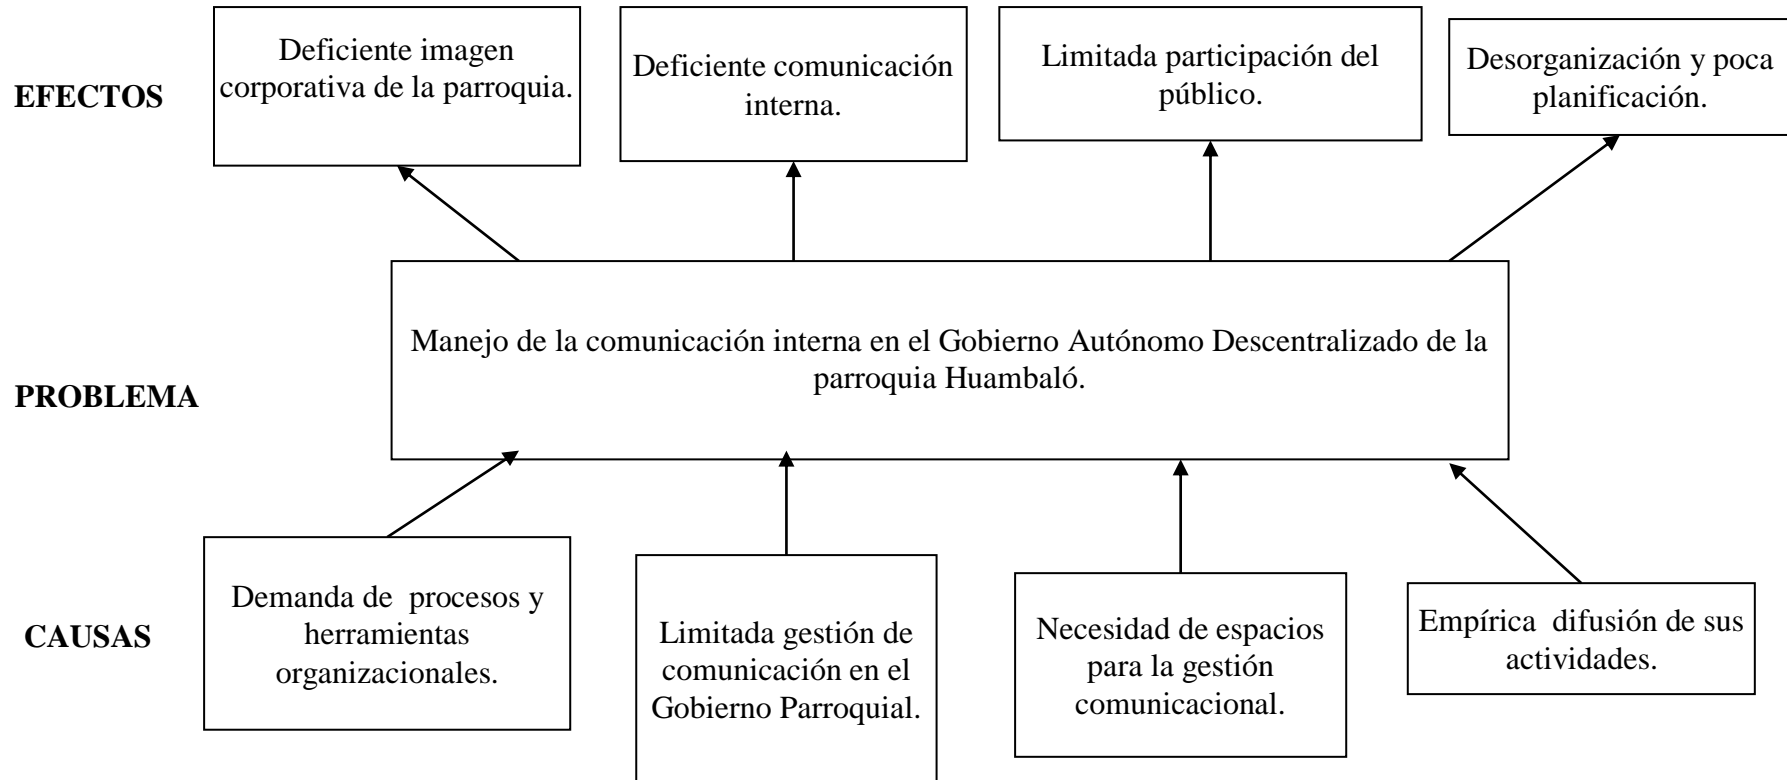 EFECTOS
Deficiente imagen
corporativa de la parroquia.
Deficiente comunicación
interna.
Limitada participación del
público.
Desorganización y poca
planificación.
PROBLEMA
Manejo de la comunicación interna en el Gobierno Autónomo Descentralizado de la
parroquia Huambaló.
CAUSAS
Demanda de procesos y
herramientas
organizacionales.
Limitada gestión de
comunicación en el
Gobierno Parroquial.
Necesidad de espacios
para la gestión
comunicacional.
Empírica difusión de sus
actividades.